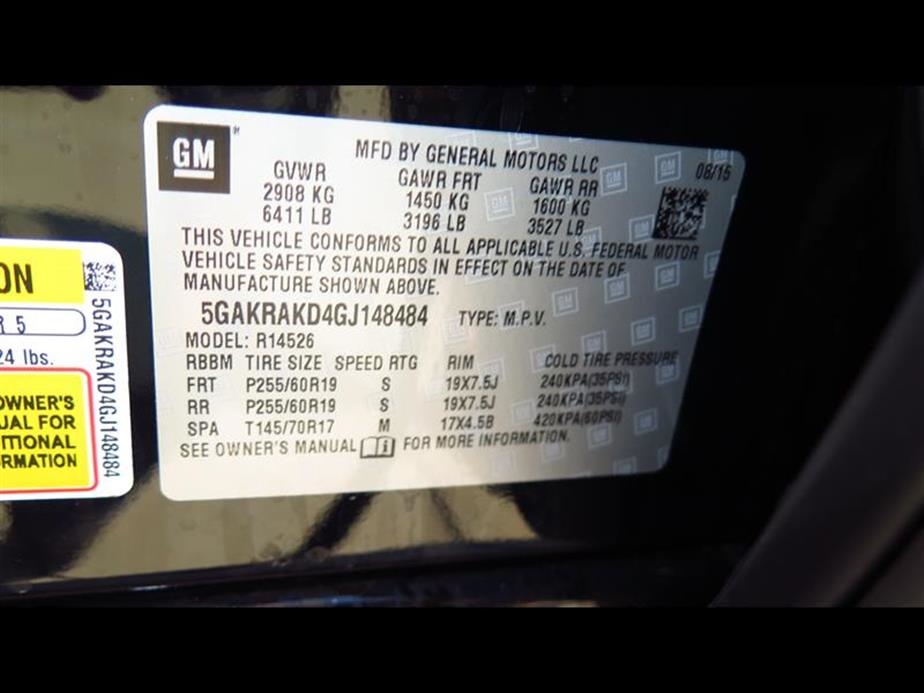 GM
MFD BY GENERAL MOTORS LLC
08/15
GVWR GAWR FRT GAWR RR
2908 KG 1450 KG 1600 KG
6411 LB 3196 LB 3527 LB
THIS VEHICLE CONFORMS TO ALL APPLICABLE U.S. FEDERAL MOTOR
VEHICLE SAFETY STANDARDS IN EFFECT ON THE DATE OF
MANUFACTURE SHOWN ABOVE.
5GAKRAKD4GJ148484 TYPE: M.P.V.
MODEL: R14526
RBBM TIRE SIZE SPEED RTG RIM COLD TIRE PRESSURE
FRT P255/60R19 S 19X7.5J 240KPA(35PSI)
RR P255/60R19 S 19X7.5J 240KPA(35PSI)
SPA T145/70R17 M 17X4.5B 420KPA(60PSI)
SEE OWNER'S MANUAL FOR MORE INFORMATION.
ON
R 5
24 lbs.
OWNER'S
UAL FOR
ITIONAL
RMATION
5GAKRAKD4GJ148484